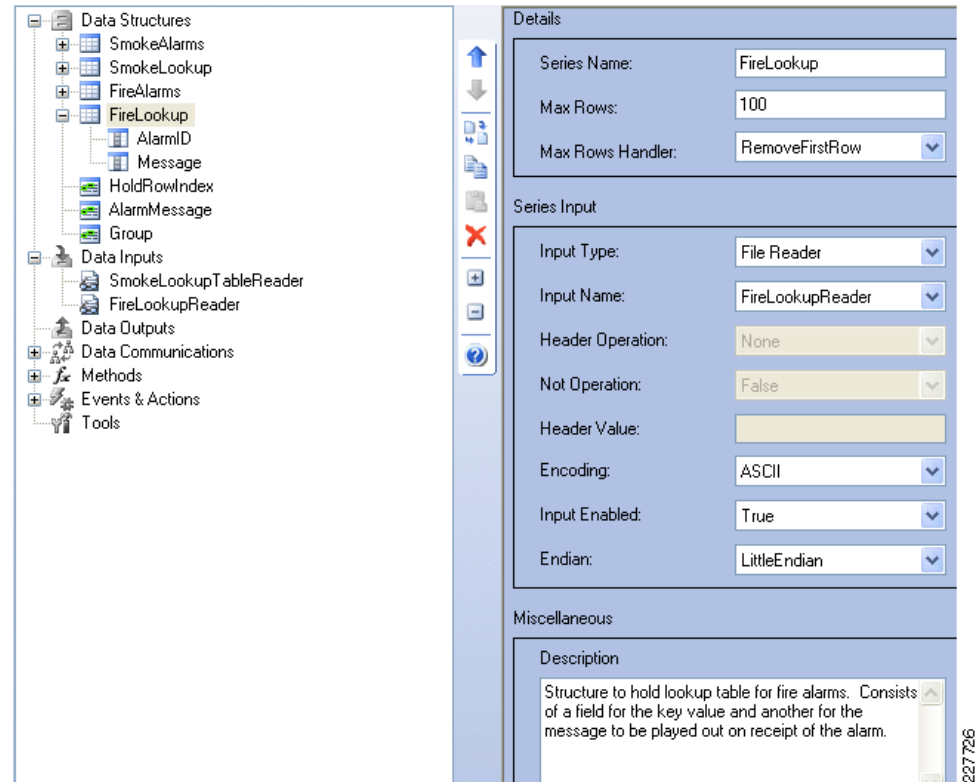 Data Structures
SmokeAlarms
SmokeLookup
FireAlarms
FireLookup
AlarmID
Message
HoldRowIndex
AlarmMessage
Group
Data Inputs
SmokeLookupTableReader
FireLookupReader
Data Outputs
Data Communications
Methods
Events & Actions
Tools
Details
Series Name: FireLookup
Max Rows: 100
Max Rows Handler: RemoveFirstRow
Series Input
Input Type: File Reader
Input Name: FireLookupReader
Header Operation: None
Not Operation: False
Header Value:
Encoding: ASCII
Input Enabled: True
Endian: LittleEndian
Miscellaneous
Description
Structure to hold lookup table for fire alarms. Consists
of a field for the key value and another for the
message to be played out on receipt of the alarm.
227726